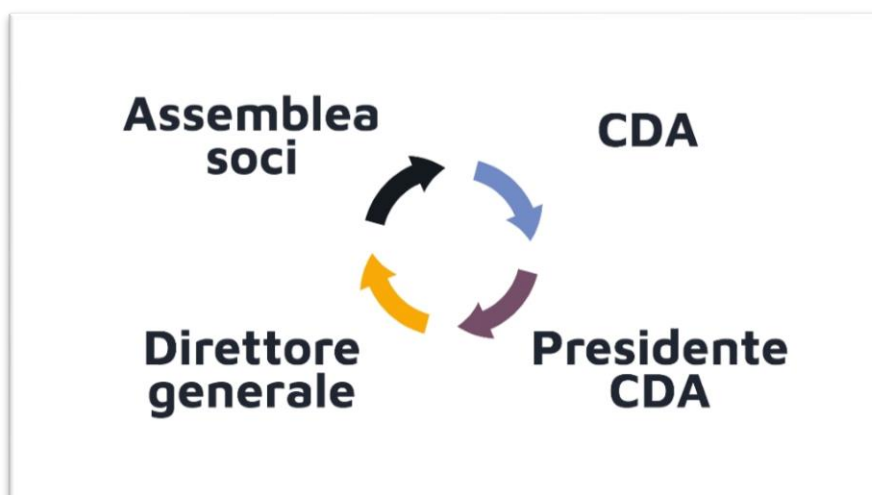 Assemblea
soci
CDA
Direttore
generale
Presidente
CDA